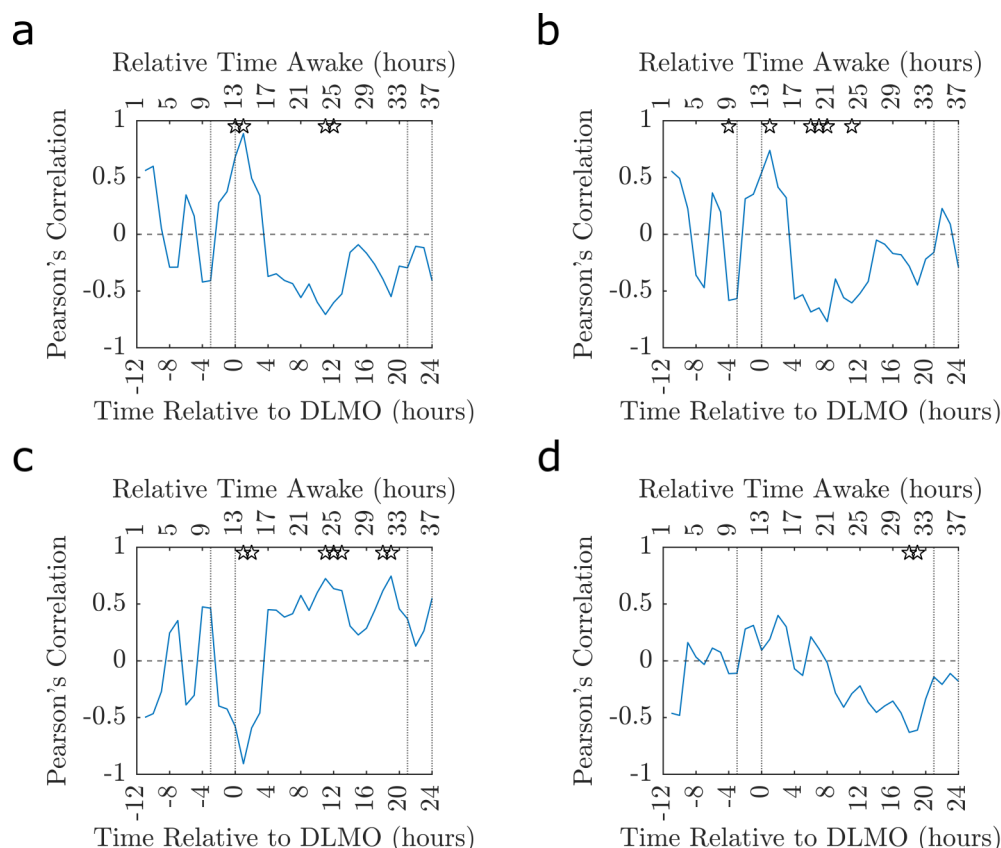 a
Relative Time Awake (hours)
1 5 9 13 17 21 25 29 33 37
1
0.5
0
-0.5
-1
Pearson's Correlation
-12 -8 -4 0 4 8 12 16 20 24
Time Relative to DLMO (hours)
b
Relative Time Awake (hours)
1 5 9 13 17 21 25 29 33 37
1
0.5
0
-0.5
-1
Pearson's Correlation
-12 -8 -4 0 4 8 12 16 20 24
Time Relative to DLMO (hours)
c
Relative Time Awake (hours)
1 5 9 13 17 21 25 29 33 37
1
0.5
0
-0.5
-1
Pearson's Correlation
-12 -8 -4 0 4 8 12 16 20 24
Time Relative to DLMO (hours)
d
Relative Time Awake (hours)
1 5 9 13 17 21 25 29 33 37
1
0.5
0
-0.5
-1
Pearson's Correlation
-12 -8 -4 0 4 8 12 16 20 24
Time Relative to DLMO (hours)